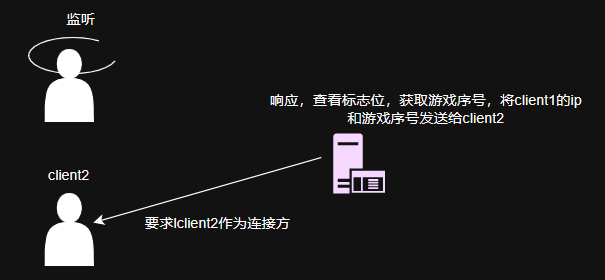 监听
响应，查看标志位，获取游戏序号，将client1的ip
和游戏序号发送给client2
client2
要求lclient2作为连接方